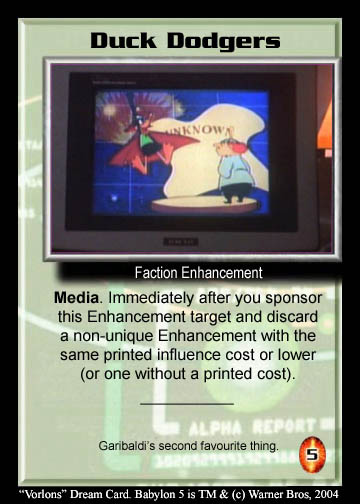 Duck Dodgers
UNKNOWN
Faction Enhancement
Media. Immediately after you sponsor
this Enhancement target and discard
a non-unique Enhancement with the
same printed influence cost or lower
(or one without a printed cost).
ALPHA REPORT
Garibaldi's second favourite thing.
5
"Vorlons" Dream Card. Babylon 5 is TM & (c) Warner Bros, 2004